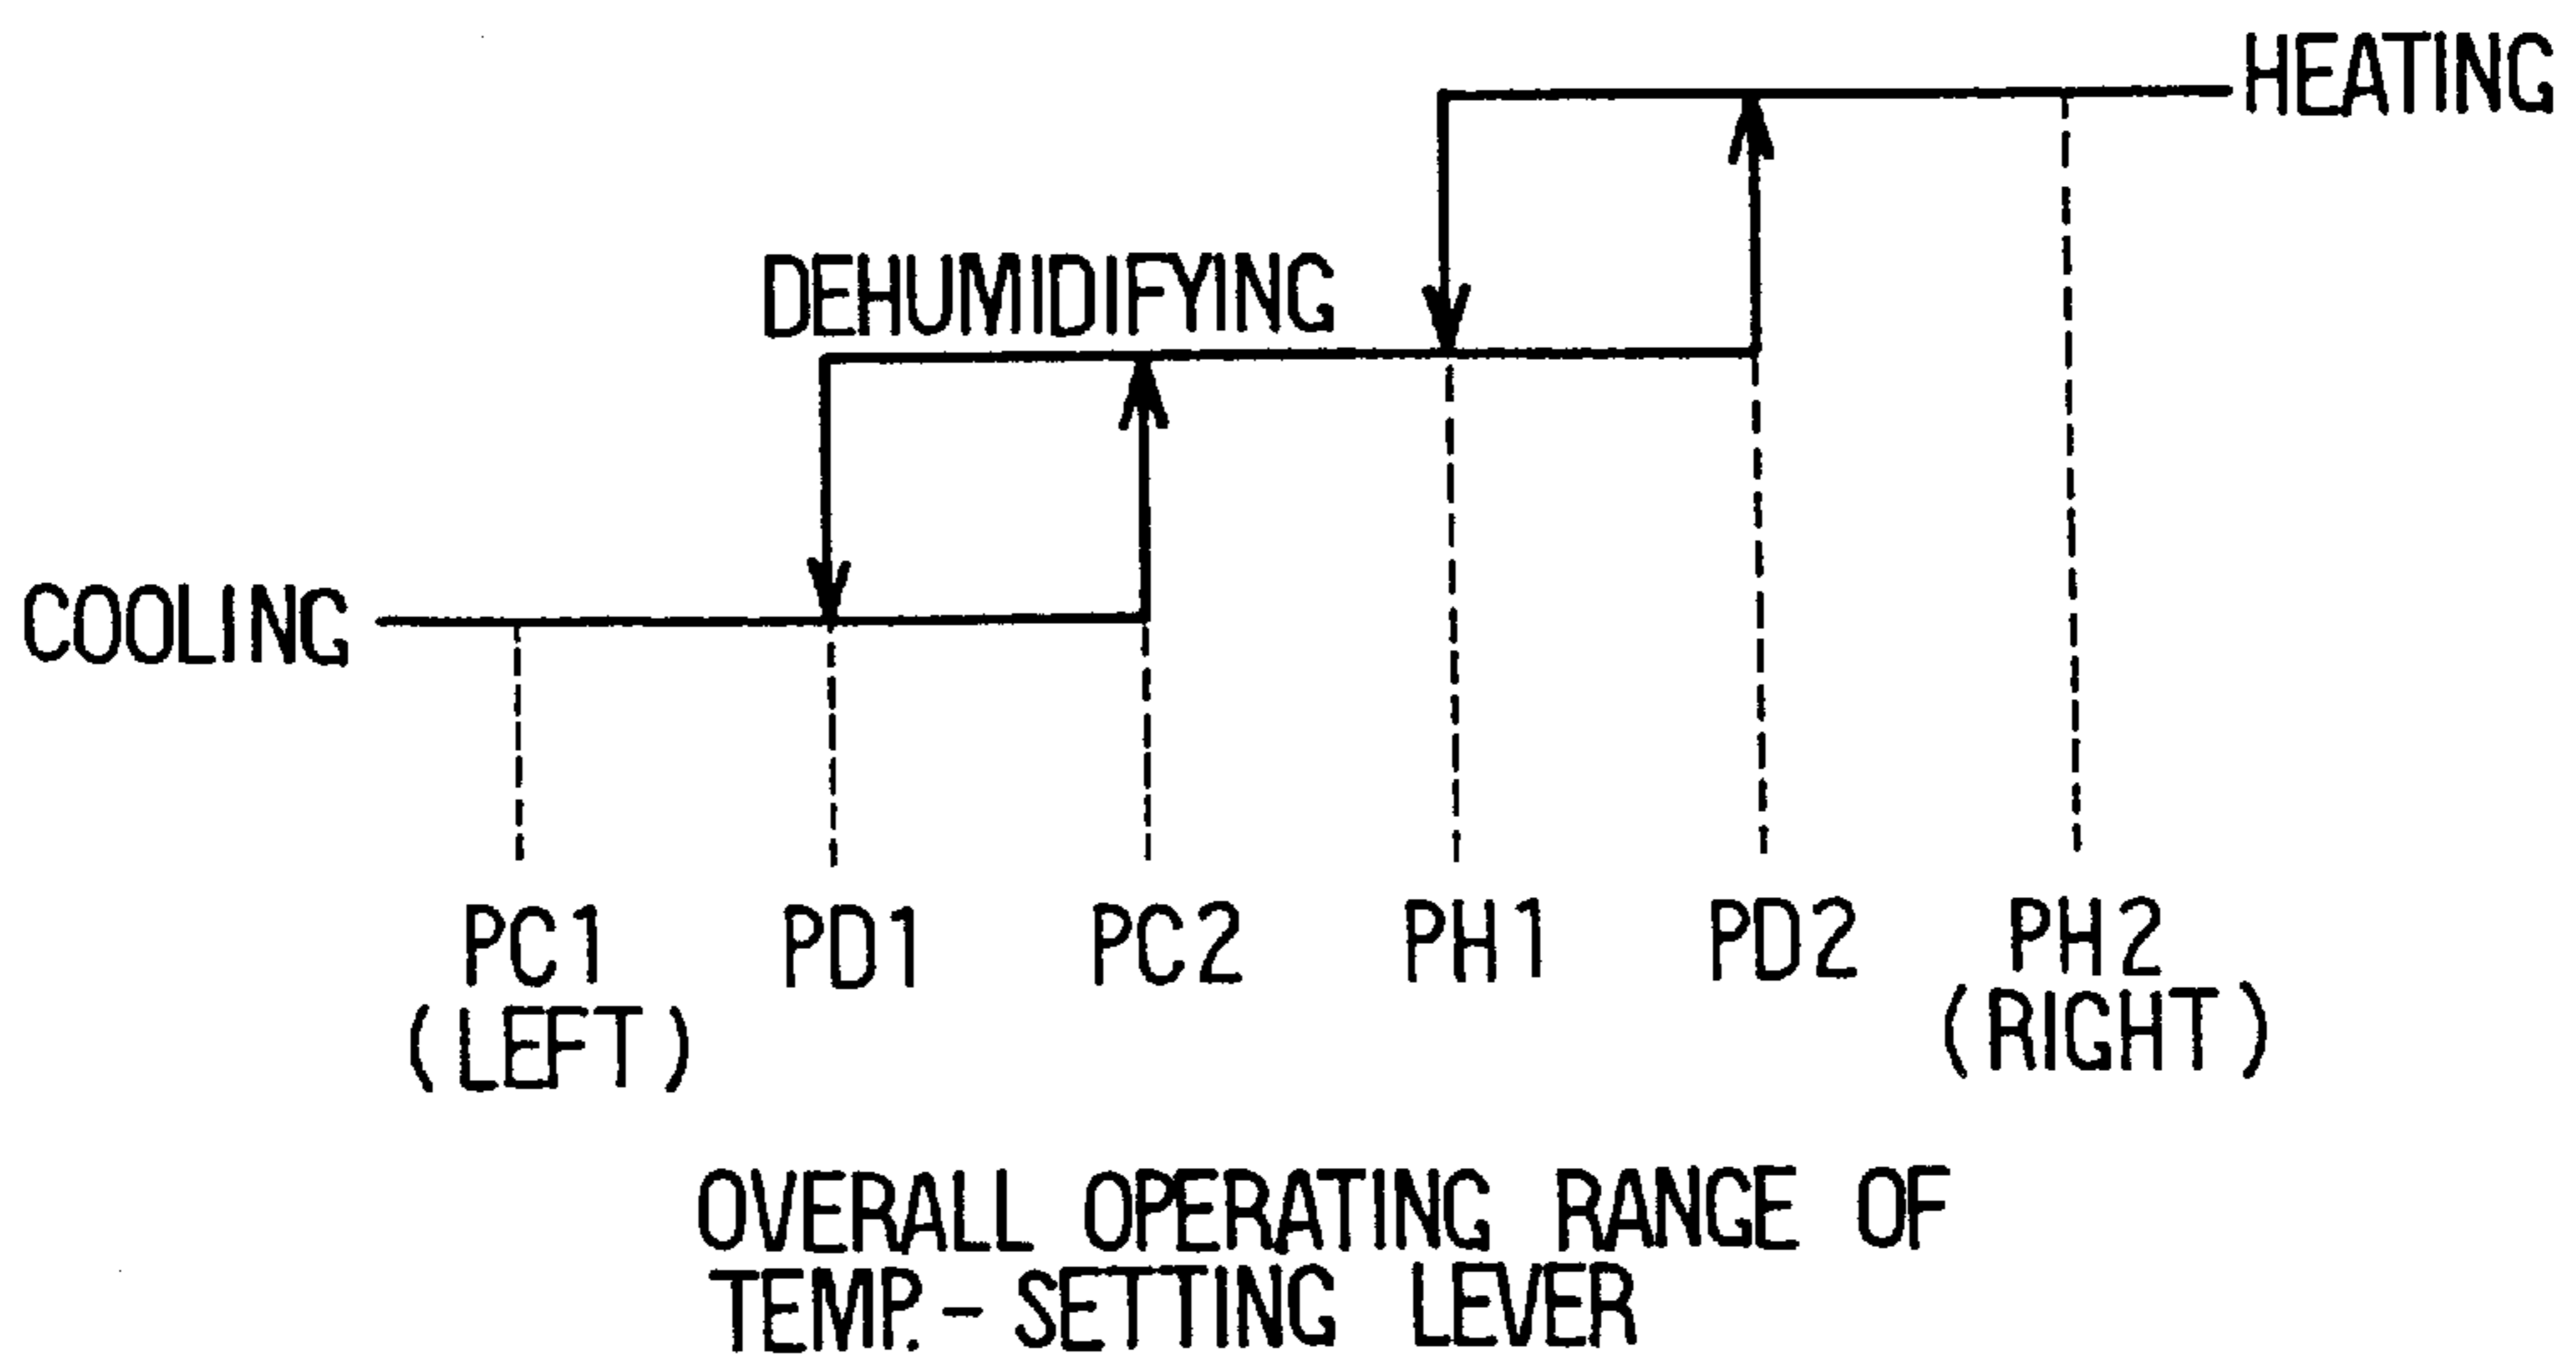 HEATING
DEHUMIDIFYING
COOLING
PC1 PD1 PC2 PH1 PD2 PH2
(LEFT) (RIGHT)
OVERALL OPERATING RANGE OF
TEMP.-SETTING LEVER